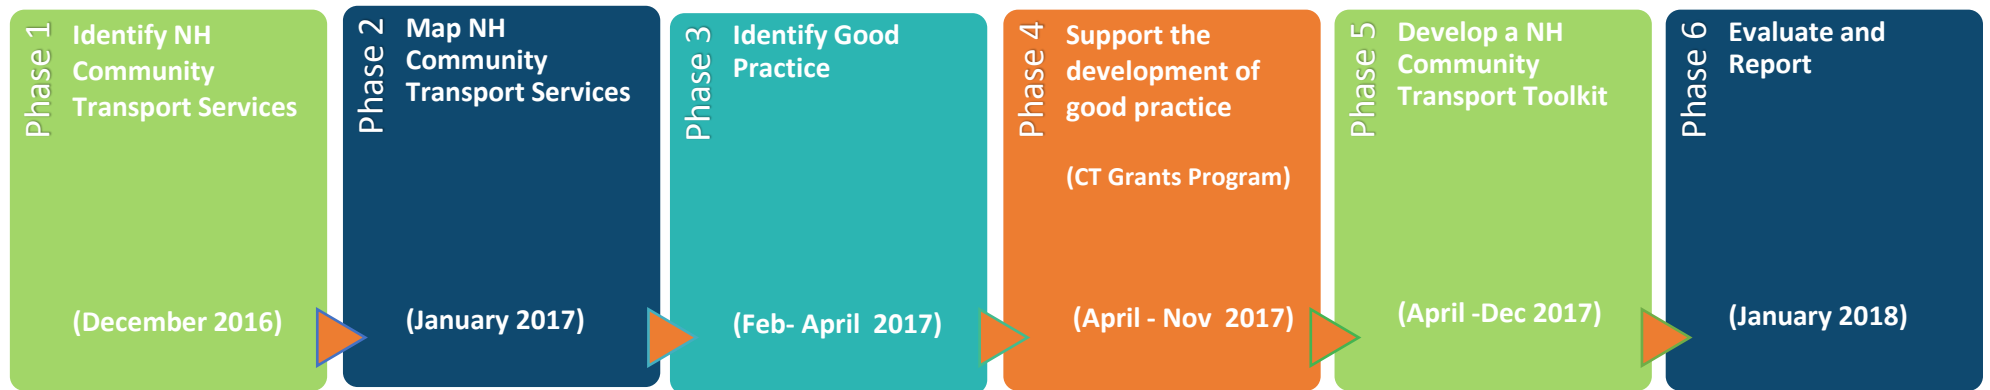 Phase 1
Identify NH
Community
Transport Services
(December 2016)
Phase 2
Map NH
Community
Transport Services
(January 2017)
Phase 3
Identify Good
Practice
(Feb- April  2017)
Phase 4
Support the
development of
good practice
(CT Grants Program)
(April - Nov  2017)
Phase 5
Develop a NH
Community
Transport Toolkit
(April -Dec 2017)
Phase 6
Evaluate and
Report
(January 2018)